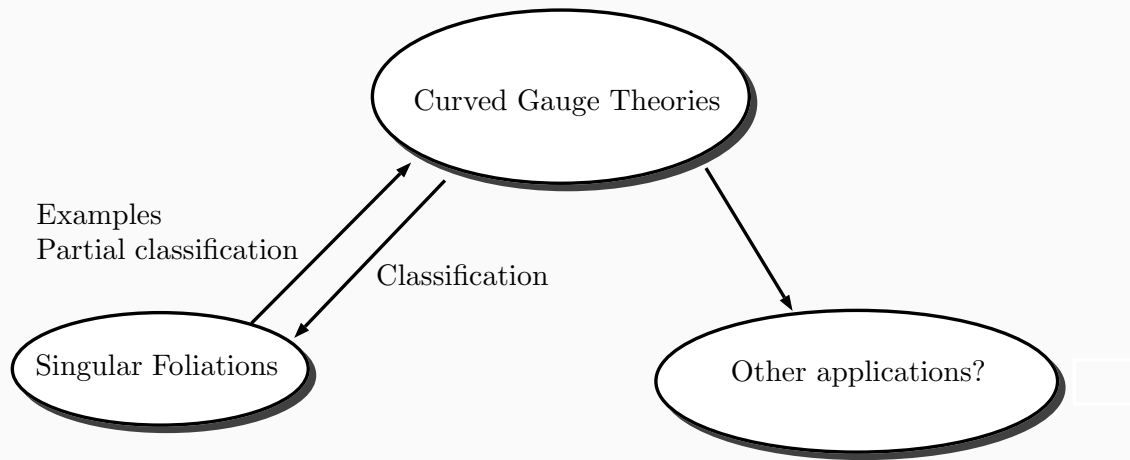 Curved Gauge Theories
Examples
Partial classification
Classification
Singular Foliations
Other applications?